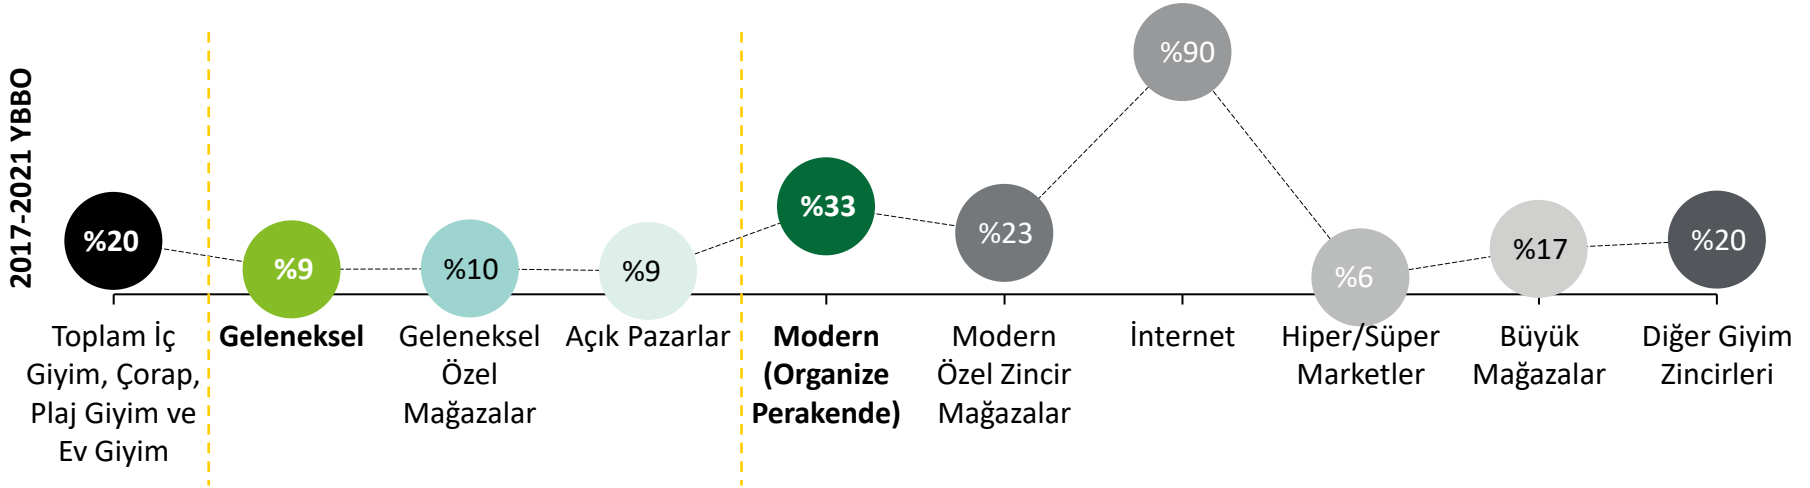 2017-2021 YBBO
%20
%9
%10
%9
%33
%23
%90
%6
%17
%20
Toplam İç
Giyim, Çorap,
Plaj Giyim ve
Ev Giyim
Geleneksel
Geleneksel
Özel
Mağazalar
Açık Pazarlar
Modern
(Organize
Perakende)
Modern
Özel Zincir
Mağazalar
İnternet
Hiper/Süper
Marketler
Büyük
Mağazalar
Diğer Giyim
Zincirleri